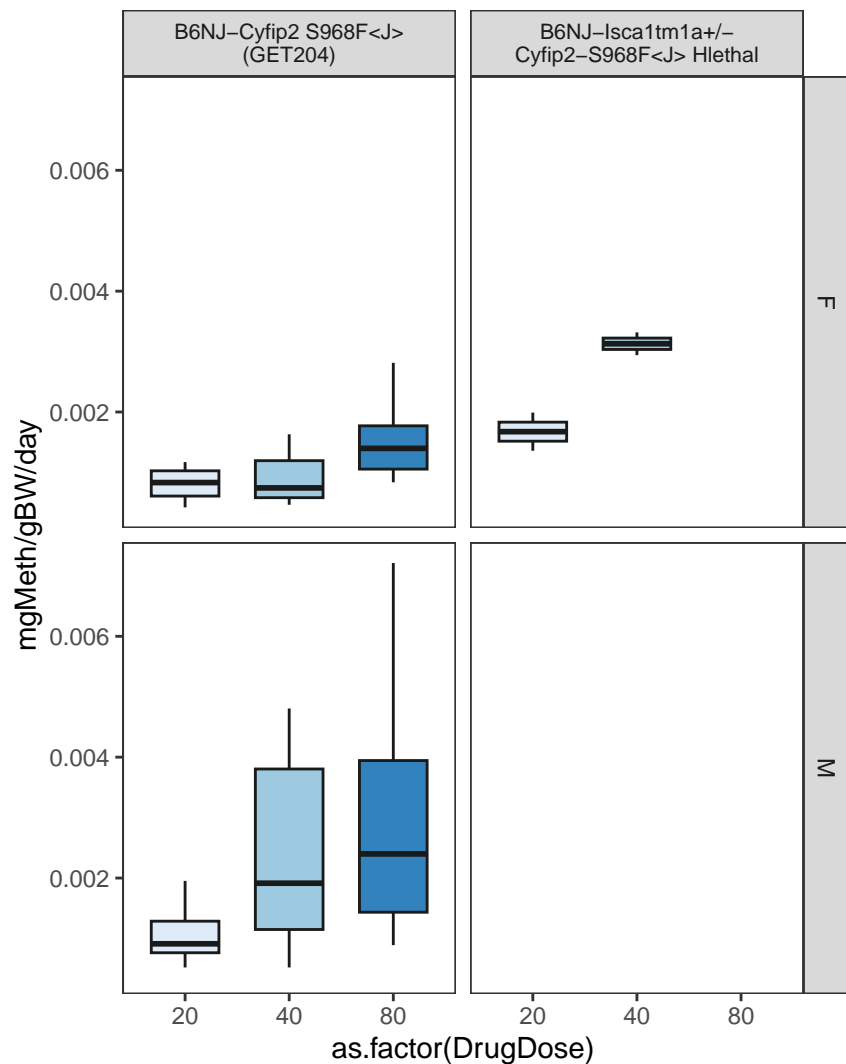 B6NJ−Cyfip2 S968F<J>
(GET204)
B6NJ−Isca1tm1a+/−
Cyfip2−S968F<J> Hlethal
0.006
0.004
0.002
F
mgMeth/gBW/day
0.006
0.004
0.002
M
20 40 80 20 40 80
as.factor(DrugDose)